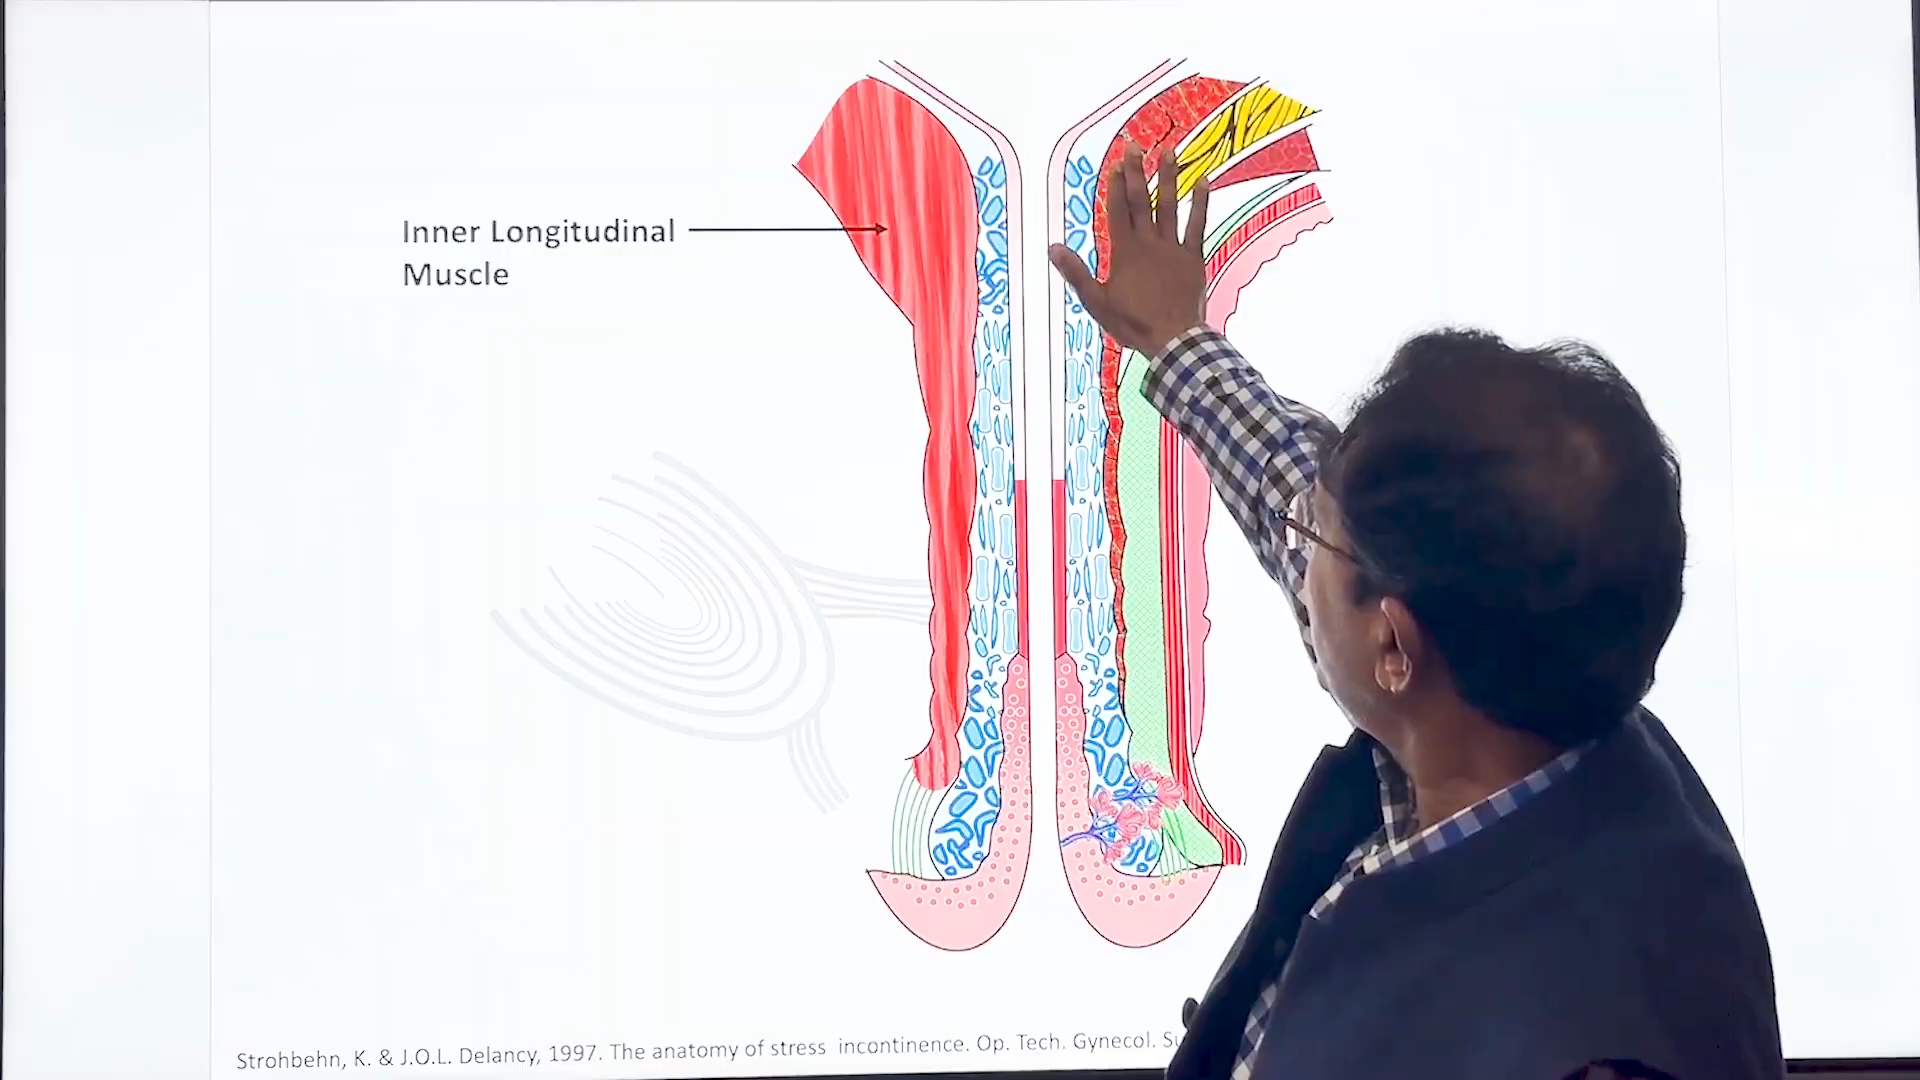 Inner Longitudinal
Muscle
Strohbehn, K. & J.O.L. Delancy, 1997. The anatomy of stress incontinence. Op. Tech. Gynecol.